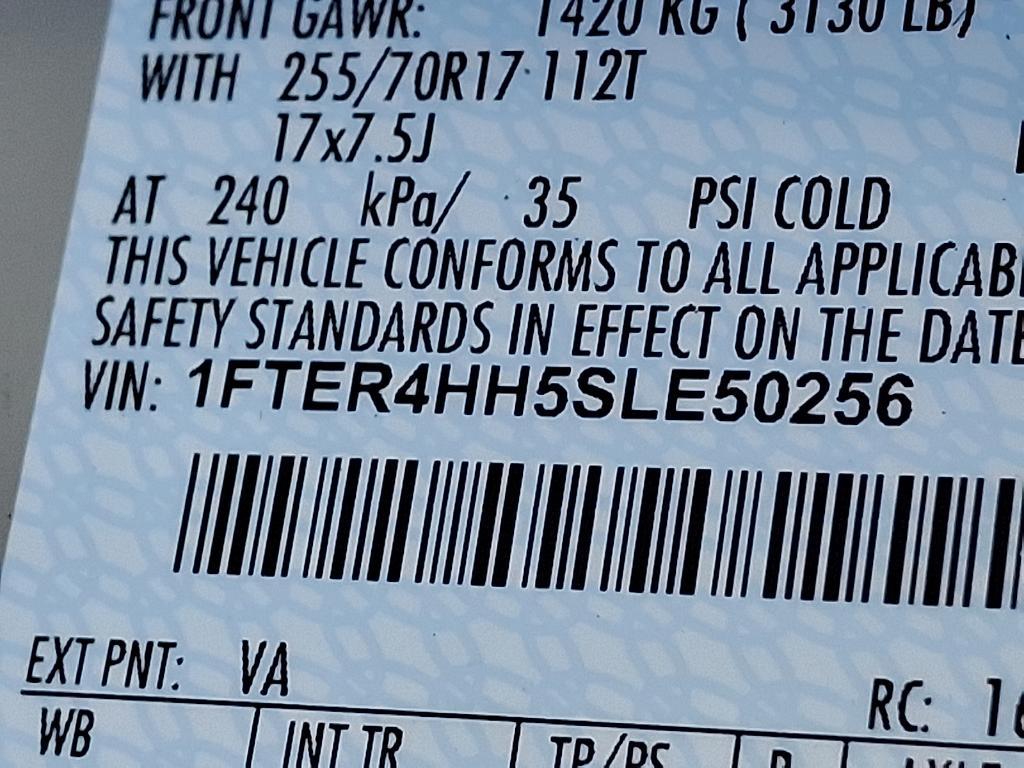 FRONT GAWR: 1420 KG ( 3130 LB)
WITH 255/70R17 112T
17x7.5J
AT 240 kPa/ 35 PSI COLD
THIS VEHICLE CONFORMS TO ALL APPLICAB
SAFETY STANDARDS IN EFFECT ON THE DATE
VIN: 1FTER4HH5SLE50256
EXT PNT: VA
RC: 16
WB INT TR TP/PS R AXLE